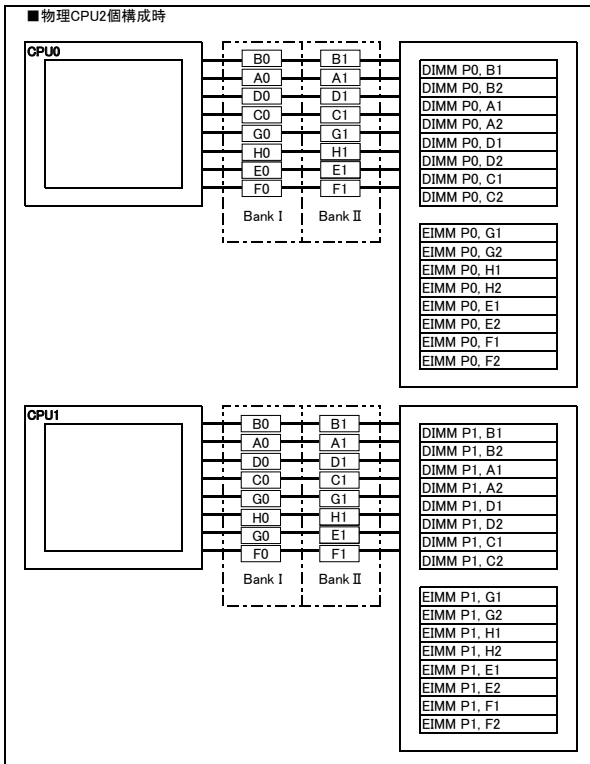 ■物理CPU2個構成時
CPU0
B0 B1
A0 A1
D0 D1
C0 C1
G0 G1
H0 H1
E0 E1
F0 F1
Bank I Bank Ⅱ
DIMM P0, B1
DIMM P0, B2
DIMM P0, A1
DIMM P0, A2
DIMM P0, D1
DIMM P0, D2
DIMM P0, C1
DIMM P0, C2
EIMM P0, G1
EIMM P0, G2
EIMM P0, H1
EIMM P0, H2
EIMM P0, E1
EIMM P0, E2
EIMM P0, F1
EIMM P0, F2
CPU1
B0 B1
A0 A1
D0 D1
C0 C1
G0 G1
H0 H1
G0 E1
F0 F1
Bank I Bank Ⅱ
DIMM P1, B1
DIMM P1, B2
DIMM P1, A1
DIMM P1, A2
DIMM P1, D1
DIMM P1, D2
DIMM P1, C1
DIMM P1, C2
EIMM P1, G1
EIMM P1, G2
EIMM P1, H1
EIMM P1, H2
EIMM P1, E1
EIMM P1, E2
EIMM P1, F1
EIMM P1, F2